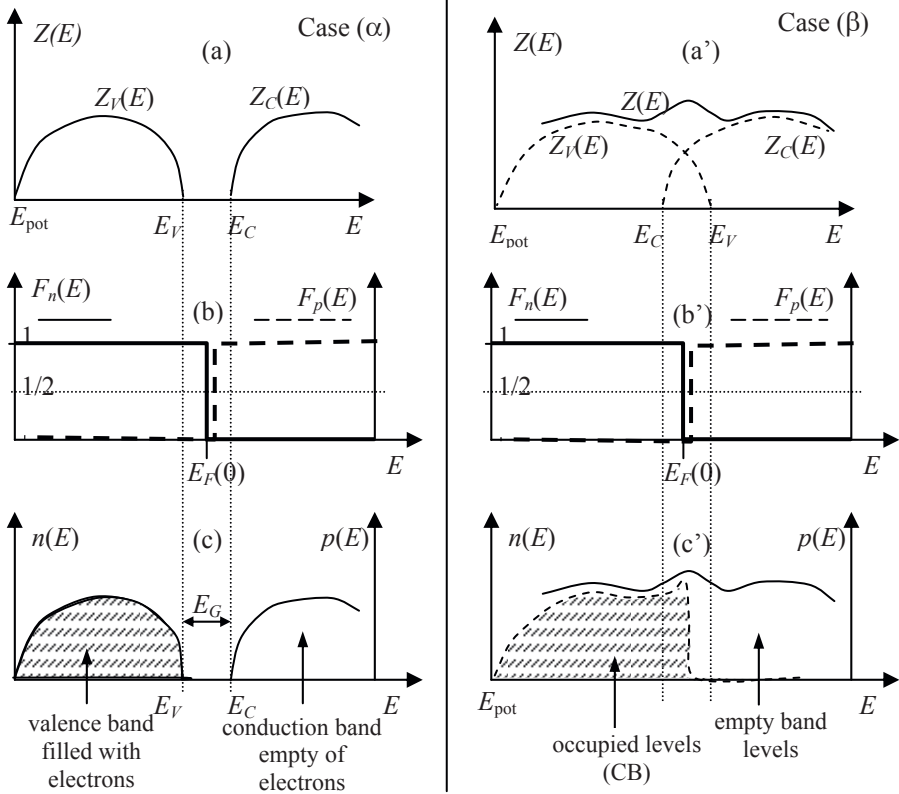 Case (α)
Z(E)
(a)
Z_V(E)
Z_C(E)
E_pot
E_V
E_C
E
F_n(E)
(b)
F_p(E)
1
1/2
E_F(0)
E
n(E)
(c)
p(E)
E_G
E_V
E_C
E
valence band
filled with
electrons
conduction band
empty of
electrons
Case (β)
Z(E)
(a')
Z(E)
Z_V(E)
Z_C(E)
E_pot
E_C
E_V
E
F_n(E)
(b')
F_p(E)
1
1/2
E_F(0)
E
n(E)
(c')
p(E)
E_pot
E
occupied levels
(CB)
empty band
levels